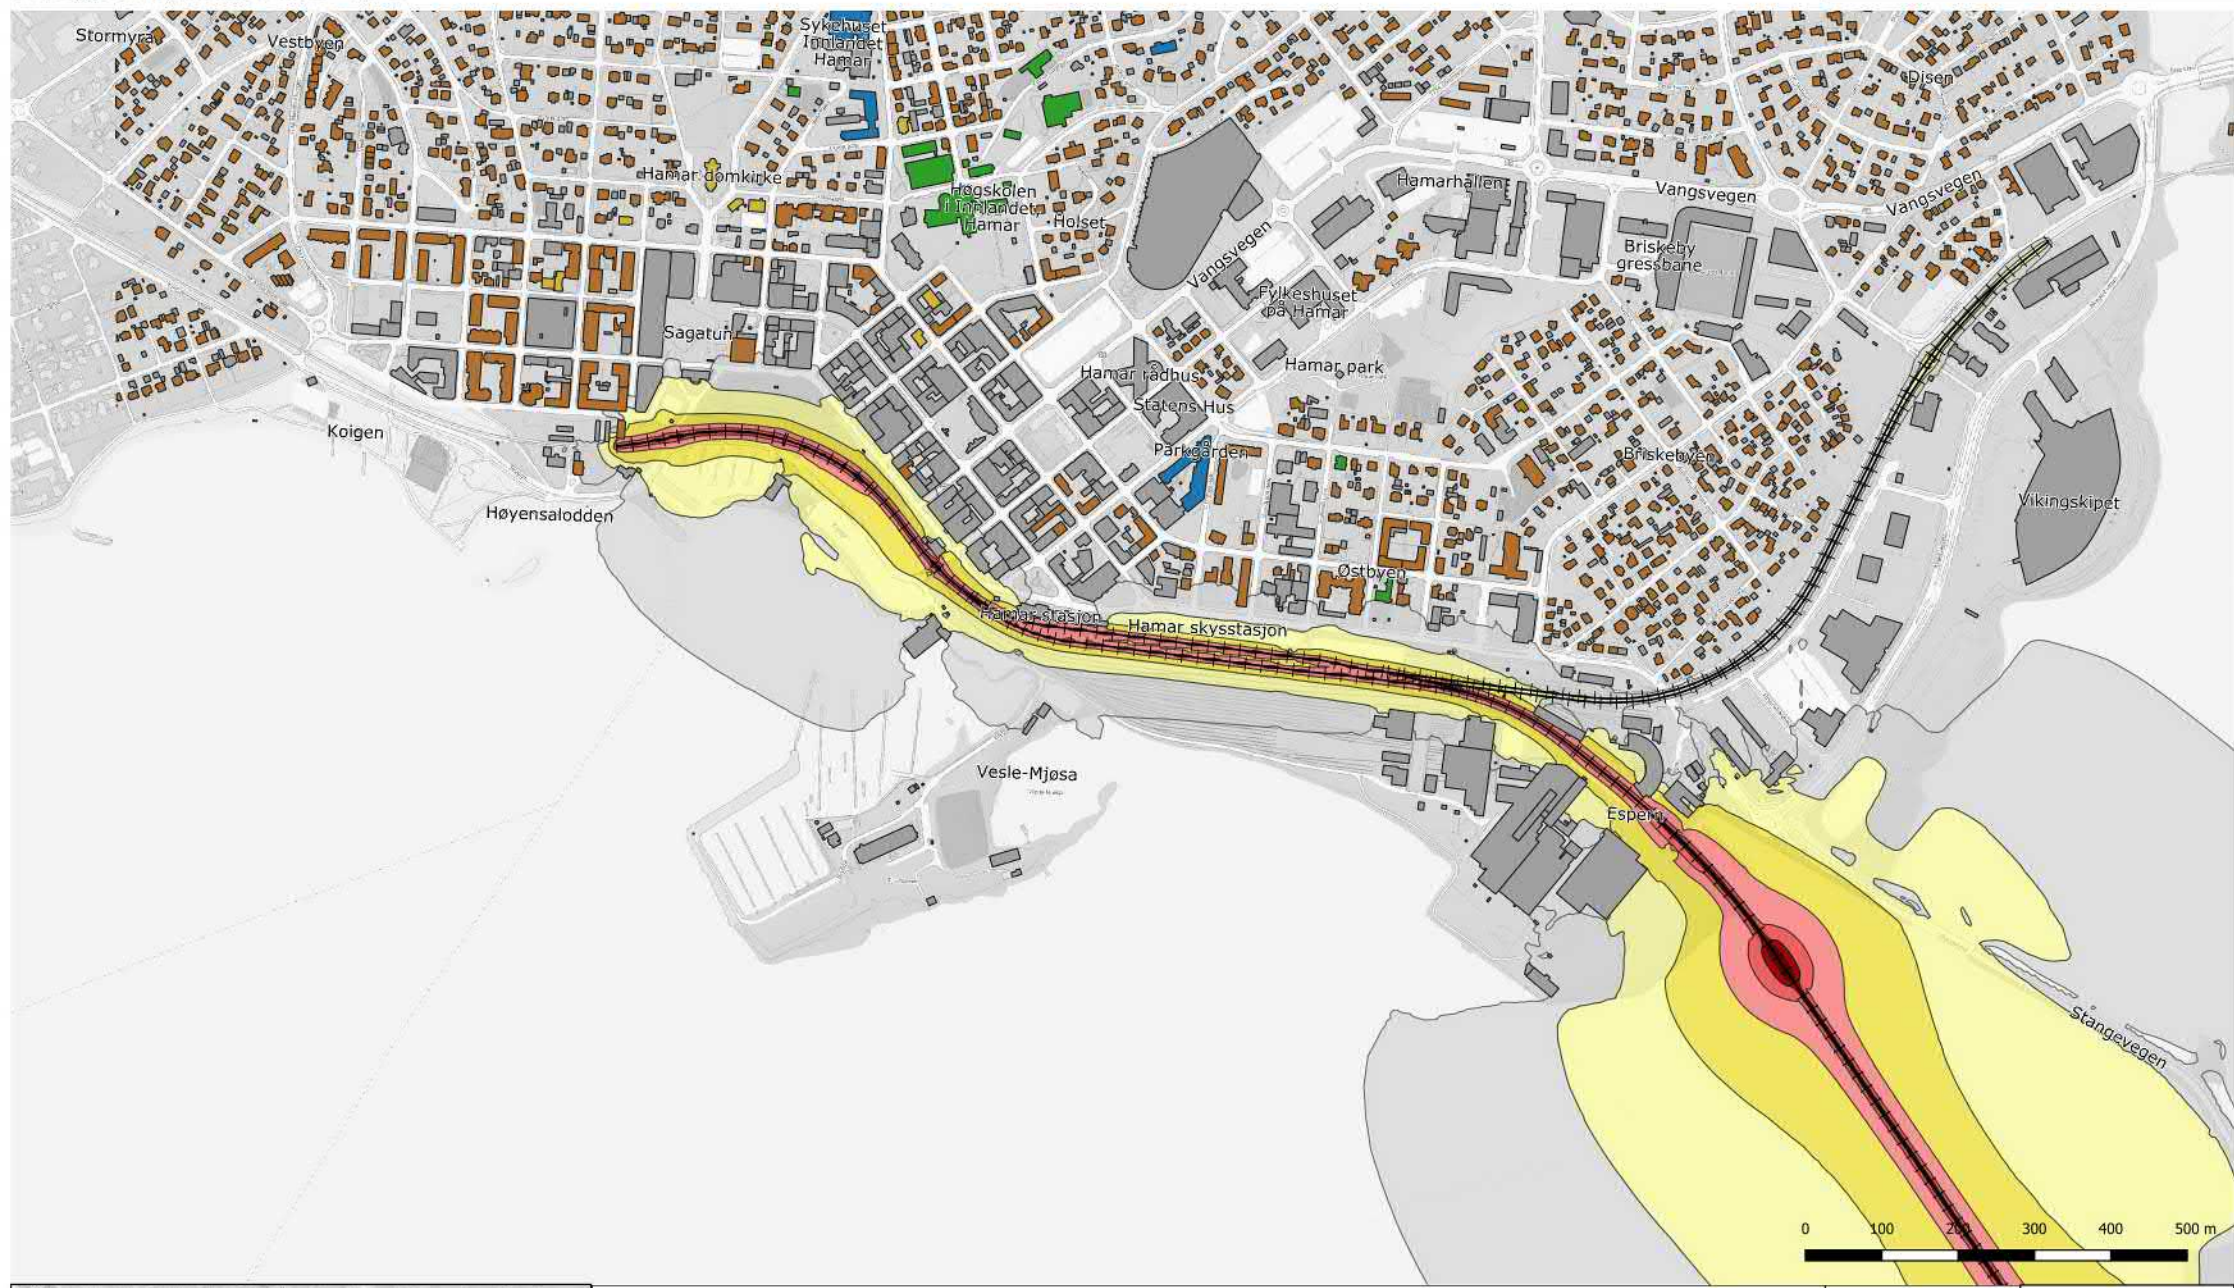 Stormyra
Vestbyen
Sykehuset
Innlandet
Hamar
Disen
Hamar domkirke
Høgskolen
i Innlandet,
Hamar
Holset
Hamarhallen
Vangsvegen
Vangsvegen
Vangsvegen
Briskeby
gressbane
Fylkeshuset
på Hamar
Sagatun
Hamar rådhus
Hamar park
Statens Hus
Koigen
Parkgården
Briskebyen
Vikingskipet
Høyensalodden
Østbyen
Hamar stasjon
Hamar skysstasjon
Vesle-Mjøsa
Espern
Stangevegen
0 100 200 300 400 500 m